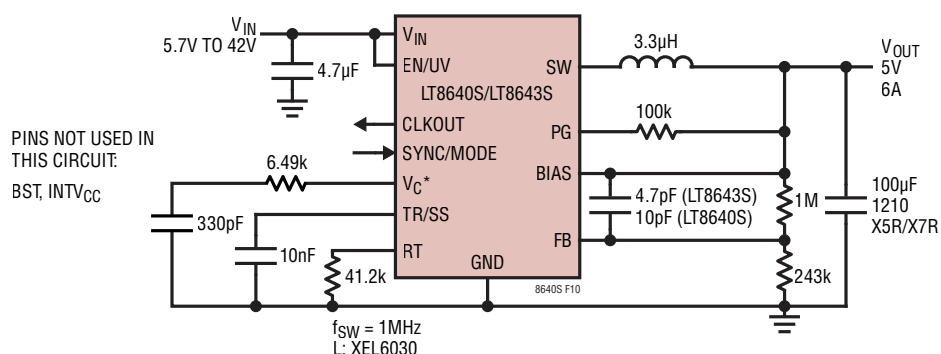 VIN
5.7V TO 42V
4.7µF
VIN
EN/UV
LT8640S/LT8643S
SW
3.3µH
VOUT
5V
6A
CLKOUT
PG
100k
PINS NOT USED IN
THIS CIRCUIT:
BST, INTVCC
SYNC/MODE
BIAS
6.49k
VC*
4.7pF (LT8643S)
10pF (LT8640S)
1M
100µF
1210
X5R/X7R
330pF
TR/SS
10nF
RT
41.2k
FB
GND
243k
8640S F10
fSW = 1MHz
L: XEL6030